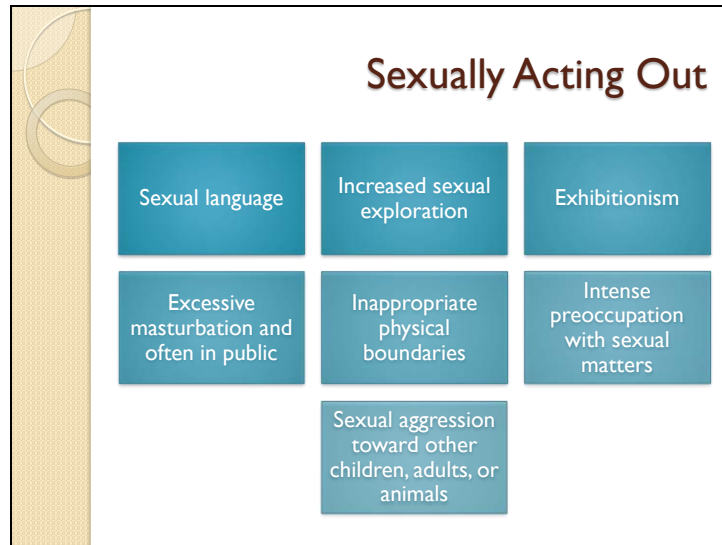 Sexually Acting Out
Sexual language
Increased sexual
exploration
Exhibitionism
Excessive
masturbation and
often in public
Inappropriate
physical
boundaries
Intense
preoccupation
with sexual
matters
Sexual aggression
toward other
children, adults, or
animals